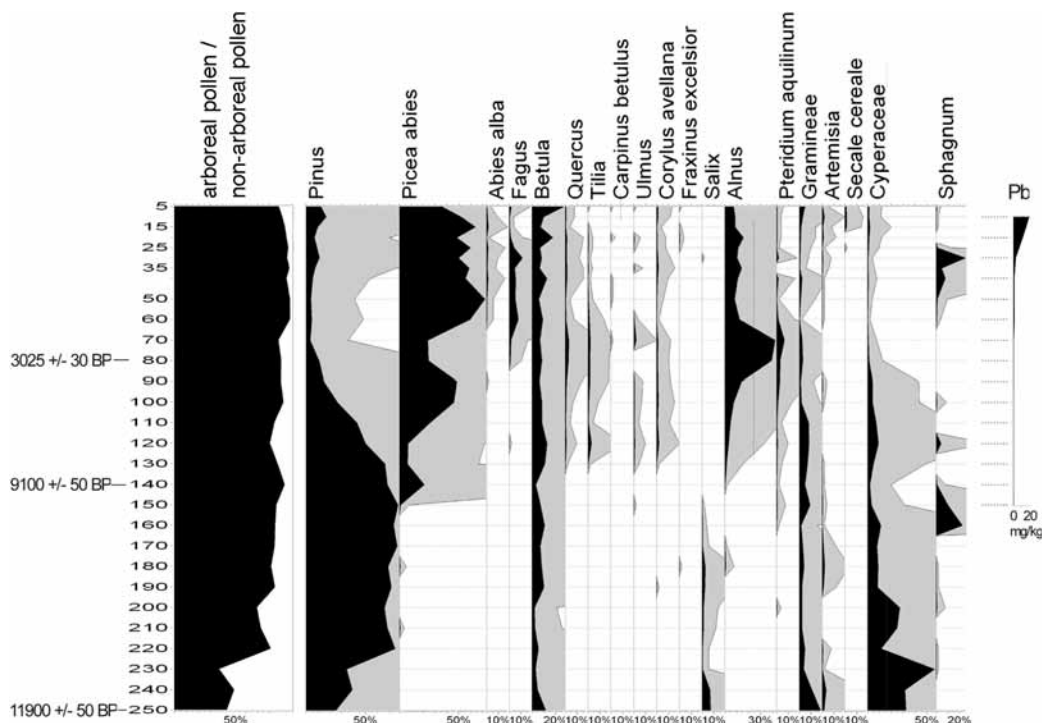 arboreal pollen /
non-arboreal pollen
Pinus
Picea abies
Abies alba
Fagus
Betula
Quercus
Tilia
Carpinus betulus
Ulmus
Corylus avellana
Fraxinus excelsior
Salix
Alnus
Pteridium aquilinum
Gramineae
Artemisia
Secale cereale
Cyperaceae
Sphagnum
Pb
5
15
25
35
50
60
70
3025 +/- 30 BP 80
90
100
110
120
130
9100 +/- 50 BP 140
150
160
170
180
190
200
210
220
230
240
11900 +/- 50 BP 250
0 20
mg/kg
50% 50% 50% 10% 10% 20% 10% 10% 10% 10% 10% 10% 10% 30% 10% 10% 10% 10% 50% 20%